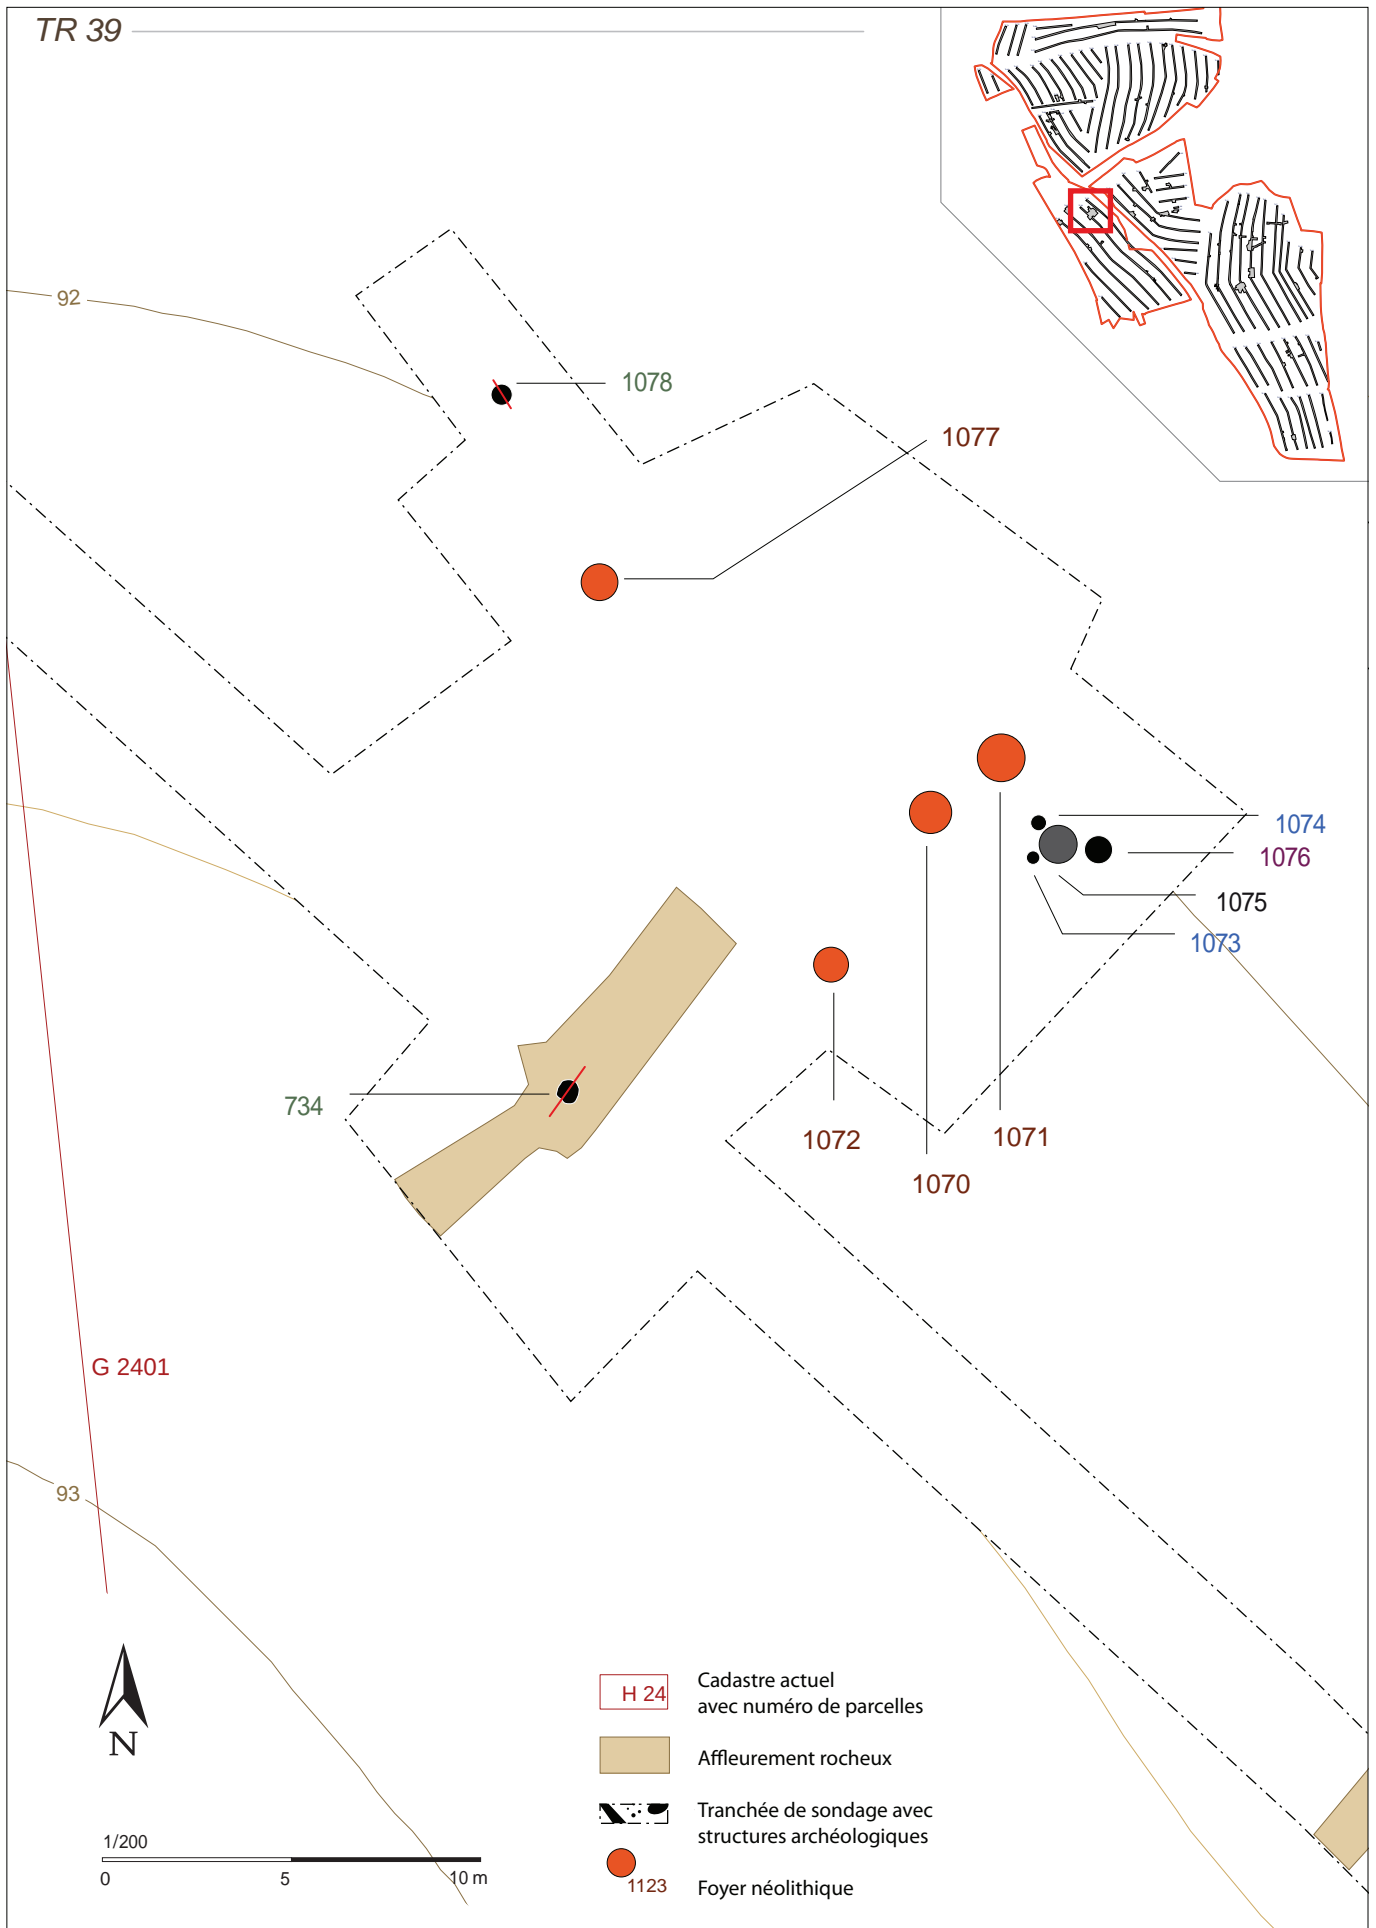 TR 39
92
1078
1077
1074
1076
1075
1073
734
1072
1071
1070
G 2401
93
N
H 24
Cadastre actuel
avec numéro de parcelles
Affleurement rocheux
Tranchée de sondage avec
structures archéologiques
1123
Foyer néolithique
1/200
0 5 10 m